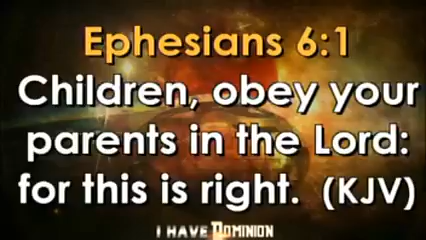 Ephesians 6:1
Children, obey your
parents in the Lord:
for this is right. (KJV)
I HAVE DOMINION